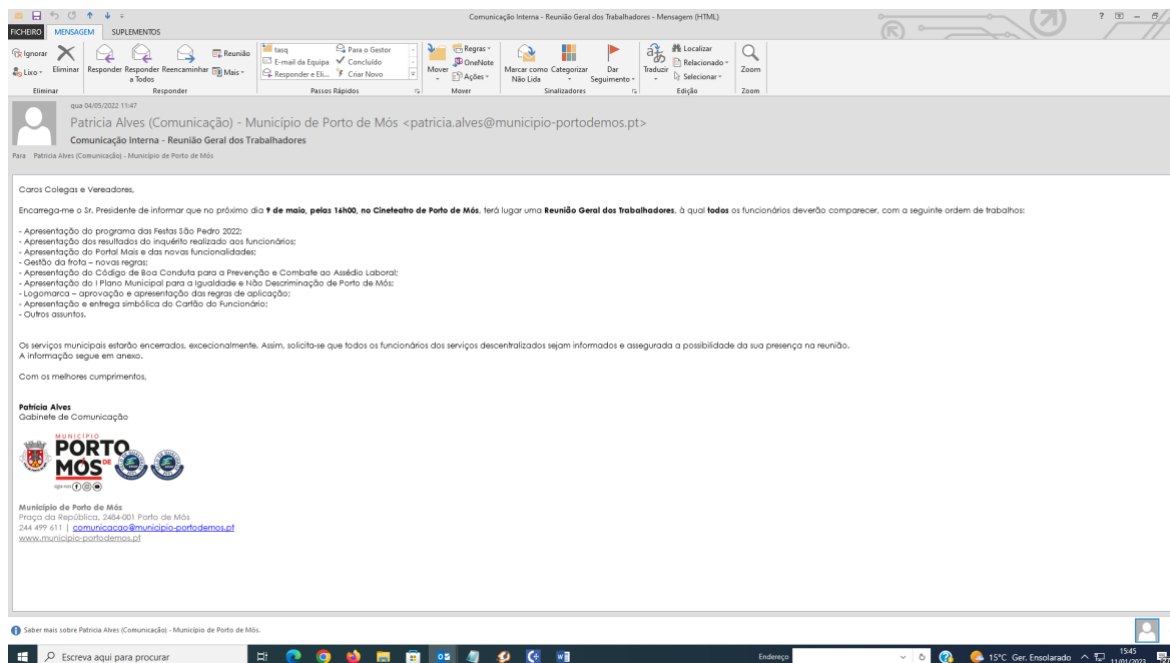 Comunicação Interna - Reunião Geral dos Trabalhadores - Mensagem (HTML)
FICHEIRO MENSAGEM SUPLEMENTOS
Ignorar
Lixo
Eliminar
Responder
Responder a Todos
Reencaminhar
Reunião
Mais
tasq
E-mail da Equipa
Responder e Eli...
Para o Gestor
Concluído
Criar Novo
Mover
Regras
OneNote
Ações
Marcar como Não Lida
Categorizar
Dar Seguimento
Traduzir
Localizar
Relacionado
Selecionar
Zoom
Eliminar Responder Passos Rápidos Mover Sinalizadores Edição Zoom
qua 04/05/2022 11:47
Patricia Alves (Comunicação) - Município de Porto de Mós <patricia.alves@municipio-portodemos.pt>
Comunicação Interna - Reunião Geral dos Trabalhadores
Para Patricia Alves (Comunicação) - Município de Porto de Mós
Caros Colegas e Vereadores,
Encarrega-me o Sr. Presidente de informar que no próximo dia 9 de maio, pelas 16h00, no Cineteatro de Porto de Mós, terá lugar uma Reunião Geral dos Trabalhadores, à qual todos os funcionários deverão comparecer, com a seguinte ordem de trabalhos:
- Apresentação do programa das Festas São Pedro 2022;
- Apresentação dos resultados do inquérito realizado aos funcionários;
- Apresentação do Portal Mais e das novas funcionalidades;
- Gestão da frota – novas regras;
- Apresentação do Código de Boa Conduta para a Prevenção e Combate ao Assédio Laboral;
- Apresentação do I Plano Municipal para a Igualdade e Não Descriminação de Porto de Mós;
- Logomarca – aprovação e apresentação das regras de aplicação;
- Apresentação e entrega simbólica do Cartão do Funcionário;
- Outros assuntos.
Os serviços municipais estarão encerrados, excecionalmente. Assim, solicita-se que todos os funcionários dos serviços descentralizados sejam informados e assegurada a possibilidade da sua presença na reunião.
A informação segue em anexo.
Com os melhores cumprimentos,
Patrícia Alves
Gabinete de Comunicação
MUNICÍPIO
PORTO
DE
MÓS
siga-nos
Município de Porto de Mós
Praça da República, 2484-001 Porto de Mós
244 499 611 | comunicacao@municipio-portodemos.pt
www.municipio-portodemos.pt
Saber mais sobre Patricia Alves (Comunicação) - Município de Porto de Mós.
Escreva aqui para procurar
Endereço
15°C Ger. Ensolarado
15:45
11/01/2023